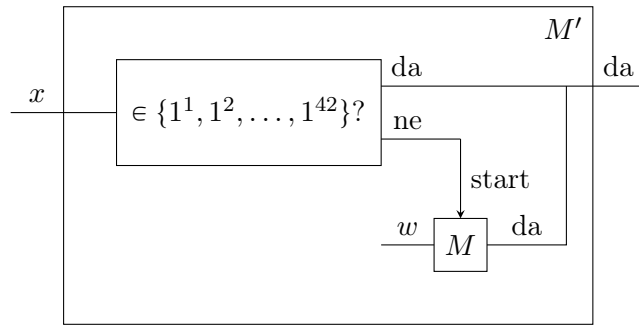 M′
da
da
x
∈ {1¹, 1², . . . , 1⁴²}?
ne
start
w
M
da